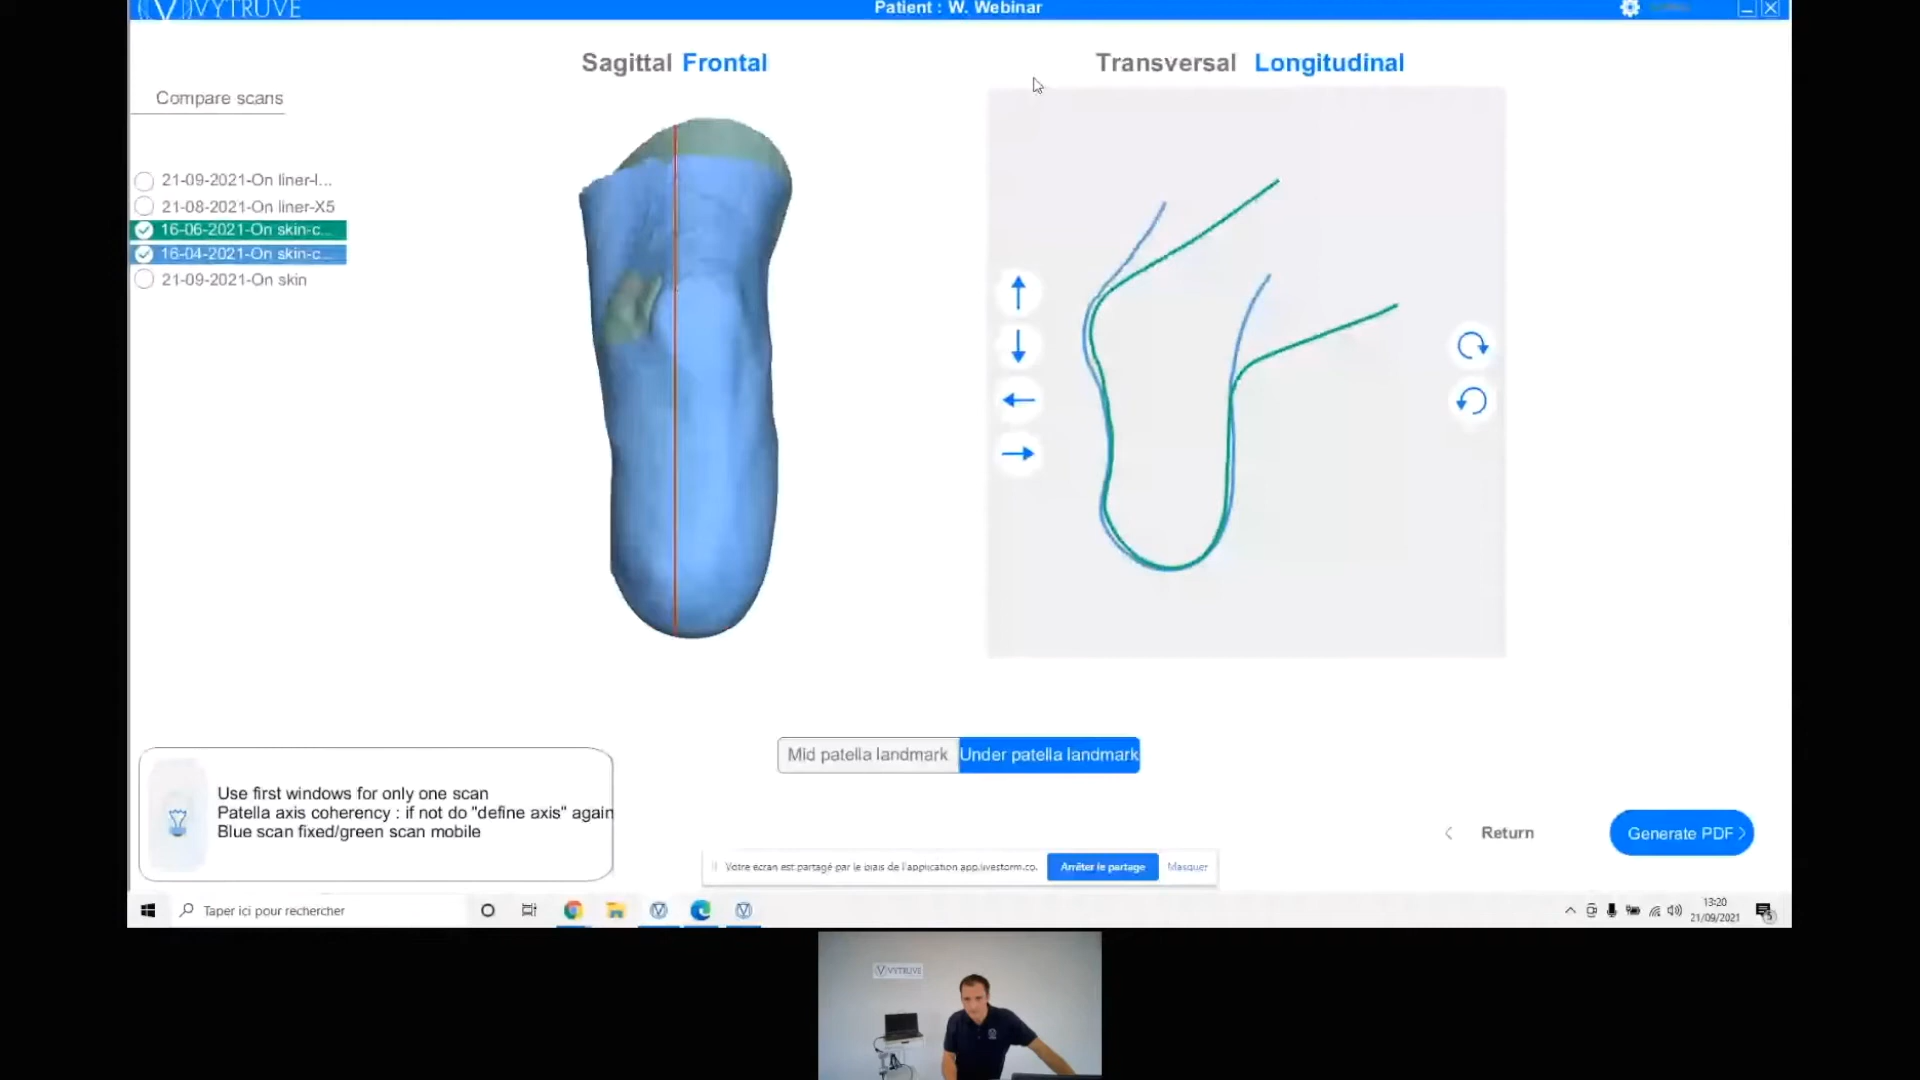 VYTRUVE
Patient : W. Webinar
Sagittal Frontal
Transversal Longitudinal
Compare scans
21-09-2021-On liner-l...
21-08-2021-On liner-X5
16-06-2021-On skin-c...
16-04-2021-On skin-c...
21-09-2021-On skin
Mid patella landmark
Under patella landmark
Use first windows for only one scan
Patella axis coherency : if not do "define axis" again
Blue scan fixed/green scan mobile
Return
Generate PDF
Votre écran est partagé par le biais de l'application app.livestorm.co.
Arrêter le partage
Masquer
Taper ici pour rechercher
13:20
21/09/2021
5
VYTRUVE